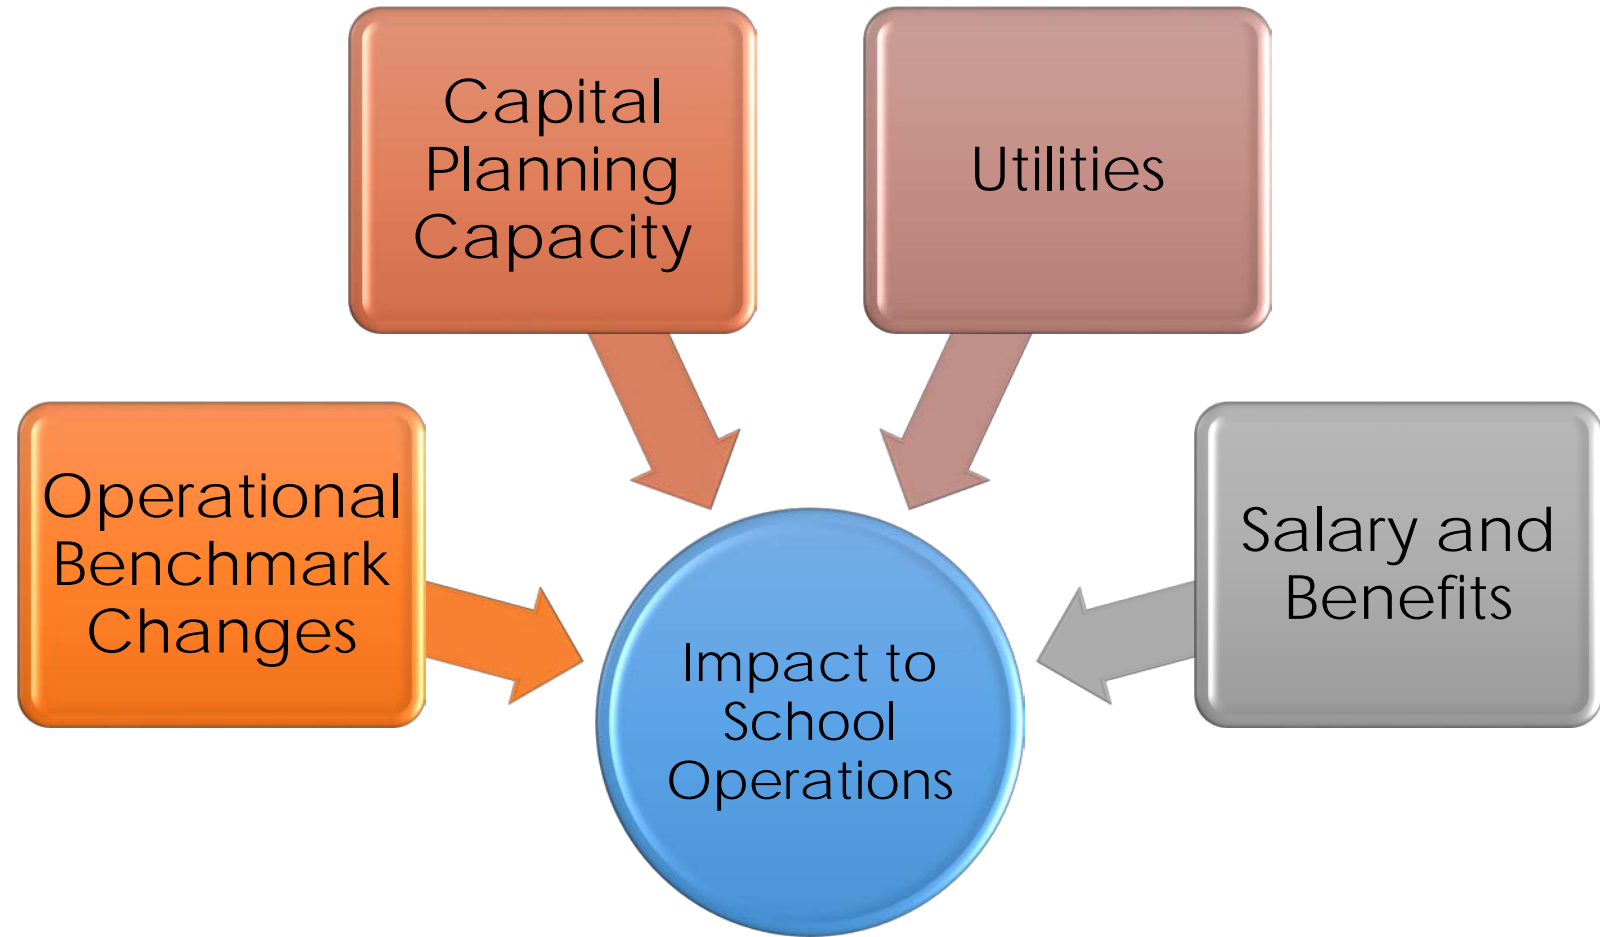 Capital
Planning
Capacity
Utilities
Operational
Benchmark
Changes
Salary and
Benefits
Impact to
School
Operations